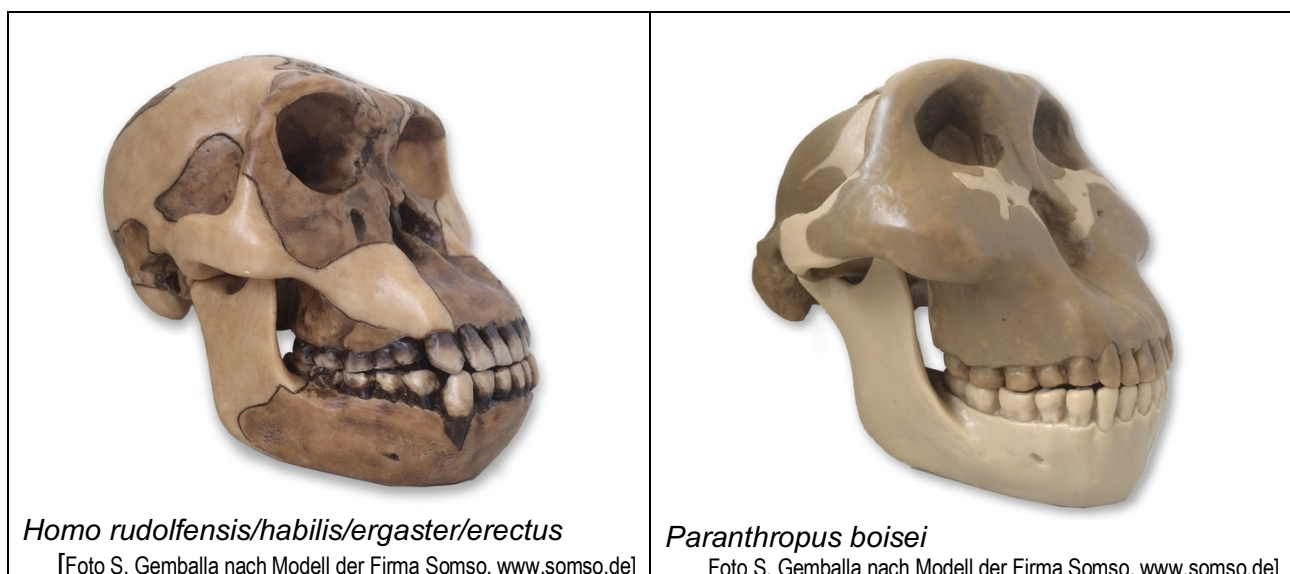 Homo rudolfensis/habilis/ergaster/erectus
[Foto S. Gemballa nach Modell der Firma Somso, www.somso.de]
Paranthropus boisei
Foto S. Gemballa nach Modell der Firma Somso, www.somso.de]